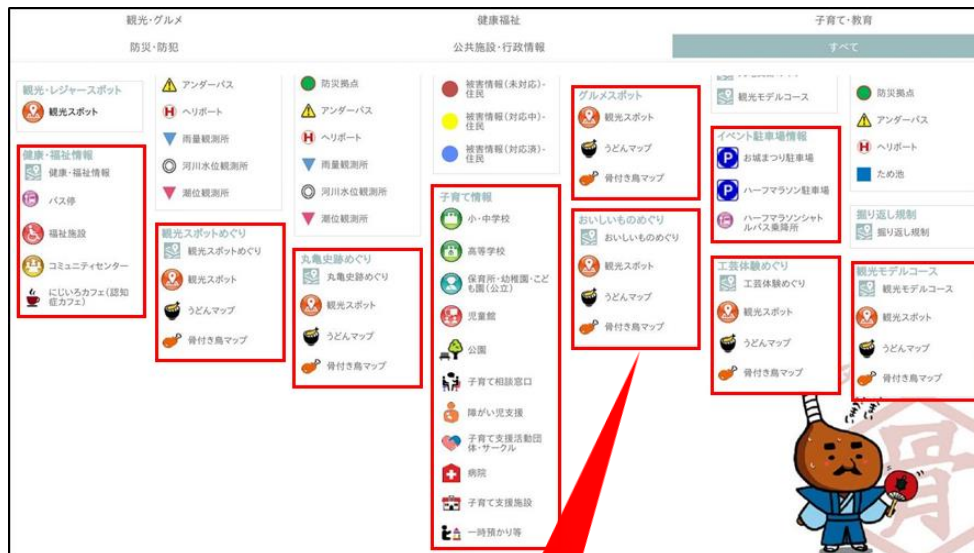 観光・グルメ
健康福祉
子育て・教育
防災・防犯
公共施設・行政情報
すべて
観光・レジャースポット
観光スポット
健康・福祉情報
健康・福祉情報
バス停
福祉施設
コミュニティセンター
にじいろカフェ(認知
症カフェ)
アンダーパス
ヘリポート
雨量観測所
河川水位観測所
潮位観測所
観光スポットめぐり
観光スポットめぐり
観光スポット
うどんマップ
骨付き鳥マップ
防災拠点
アンダーパス
ヘリポート
雨量観測所
河川水位観測所
潮位観測所
丸亀史跡めぐり
丸亀史跡めぐり
観光スポット
うどんマップ
骨付き鳥マップ
被害情報(未対応)-
住民
被害情報(対応中)-
住民
被害情報(対応済)-
住民
子育て情報
小・中学校
高等学校
保育所・幼稚園・こど
も園(公立)
児童館
公園
子育て相談窓口
障がい児支援
子育て支援活動団
体・サークル
病院
子育て支援施設
一時預かり等
グルメスポット
観光スポット
うどんマップ
骨付き鳥マップ
おいしいものめぐり
おいしいものめぐり
観光スポット
うどんマップ
骨付き鳥マップ
観光モデルコース
イベント駐車場情報
P お城まつり駐車場
P ハーフマラソン駐車場
ハーフマラソンシャト
ルバス乗降所
工芸体験めぐり
工芸体験めぐり
観光スポット
うどんマップ
骨付き鳥マップ
防災拠点
アンダーパス
ヘリポート
ため池
掘り返し規制
掘り返し規制
観光モデルコース
観光モデルコース
観光スポット
うどんマップ
骨付き鳥マップ
骨